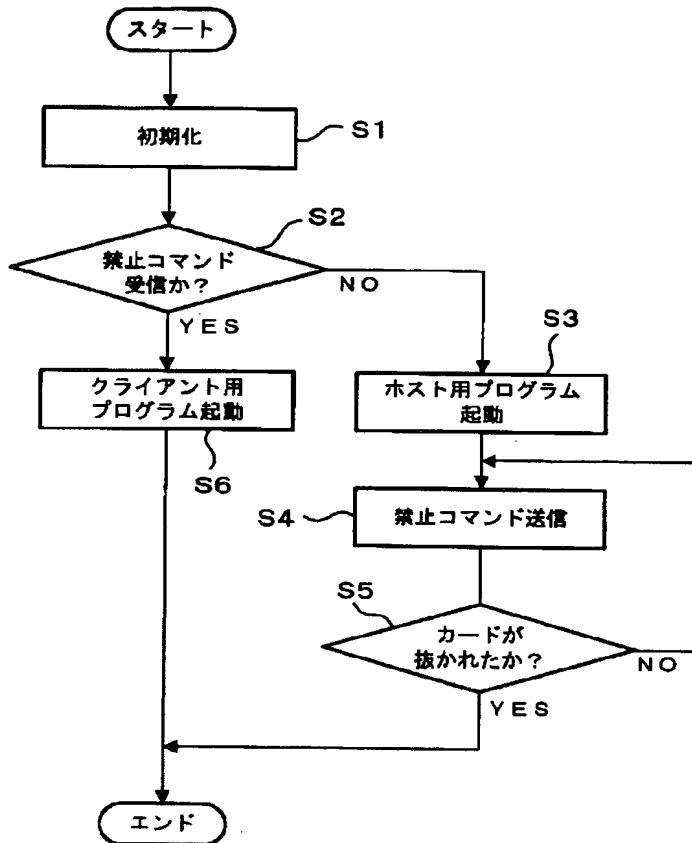 スタート
初期化
S1
S2
禁止コマンド
受信か？
NO
YES
S3
クライアント用
プログラム起動
S6
ホスト用プログラム
起動
S4
禁止コマンド送信
S5
カードが
抜かれたか？
NO
YES
エンド